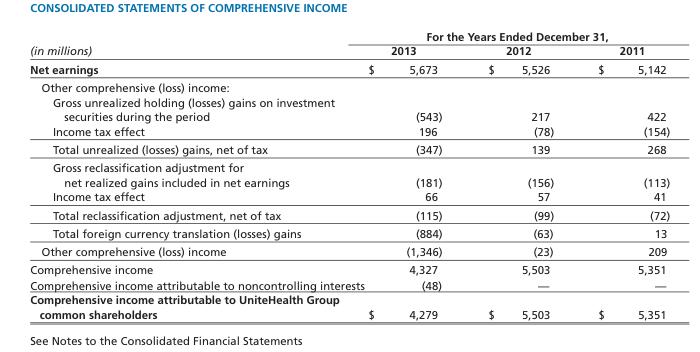 CONSOLIDATED STATEMENTS OF COMPREHENSIVE INCOME
For the Years Ended December 31,
(in millions) 2013 2012 2011
Net earnings $ 5,673 $ 5,526 $ 5,142
Other comprehensive (loss) income:
Gross unrealized holding (losses) gains on investment
securities during the period (543) 217 422
Income tax effect 196 (78) (154)
Total unrealized (losses) gains, net of tax (347) 139 268
Gross reclassification adjustment for
net realized gains included in net earnings (181) (156) (113)
Income tax effect 66 57 41
Total reclassification adjustment, net of tax (115) (99) (72)
Total foreign currency translation (losses) gains (884) (63) 13
Other comprehensive (loss) income (1,346) (23) 209
Comprehensive income 4,327 5,503 5,351
Comprehensive income attributable to noncontrolling interests (48) — —
Comprehensive income attributable to UniteHealth Group
common shareholders $ 4,279 $ 5,503 $ 5,351
See Notes to the Consolidated Financial Statements